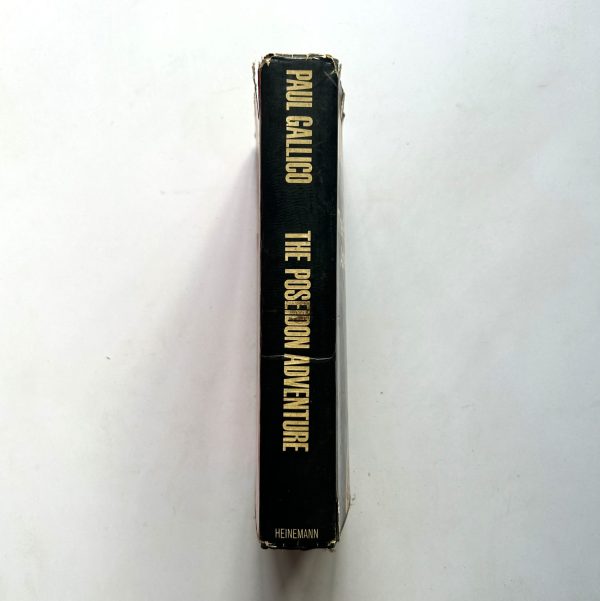 PAUL GALLICO
THE POSEIDON ADVENTURE
HEINEMANN